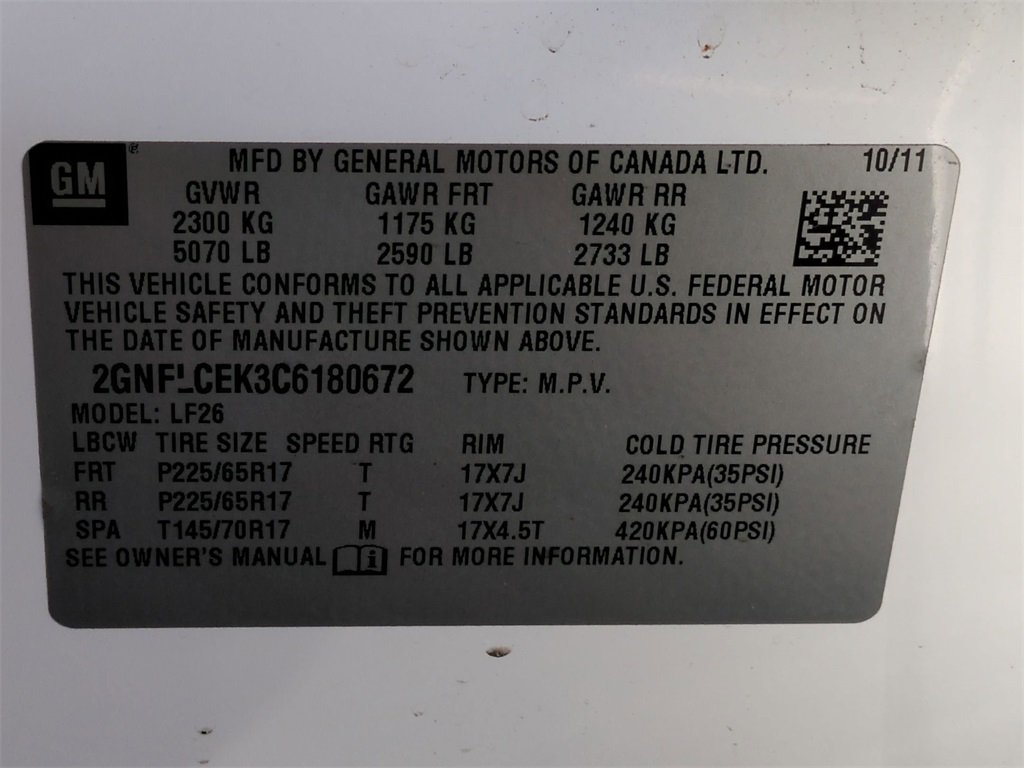 GM
MFD BY GENERAL MOTORS OF CANADA LTD. 10/11
GVWR GAWR FRT GAWR RR
2300 KG 1175 KG 1240 KG
5070 LB 2590 LB 2733 LB
THIS VEHICLE CONFORMS TO ALL APPLICABLE U.S. FEDERAL MOTOR
VEHICLE SAFETY AND THEFT PREVENTION STANDARDS IN EFFECT ON
THE DATE OF MANUFACTURE SHOWN ABOVE.
2GNFLCEK3C6180672 TYPE: M.P.V.
MODEL: LF26
LBCW TIRE SIZE SPEED RTG RIM COLD TIRE PRESSURE
FRT P225/65R17 T 17X7J 240KPA(35PSI)
RR P225/65R17 T 17X7J 240KPA(35PSI)
SPA T145/70R17 M 17X4.5T 420KPA(60PSI)
SEE OWNER'S MANUAL FOR MORE INFORMATION.